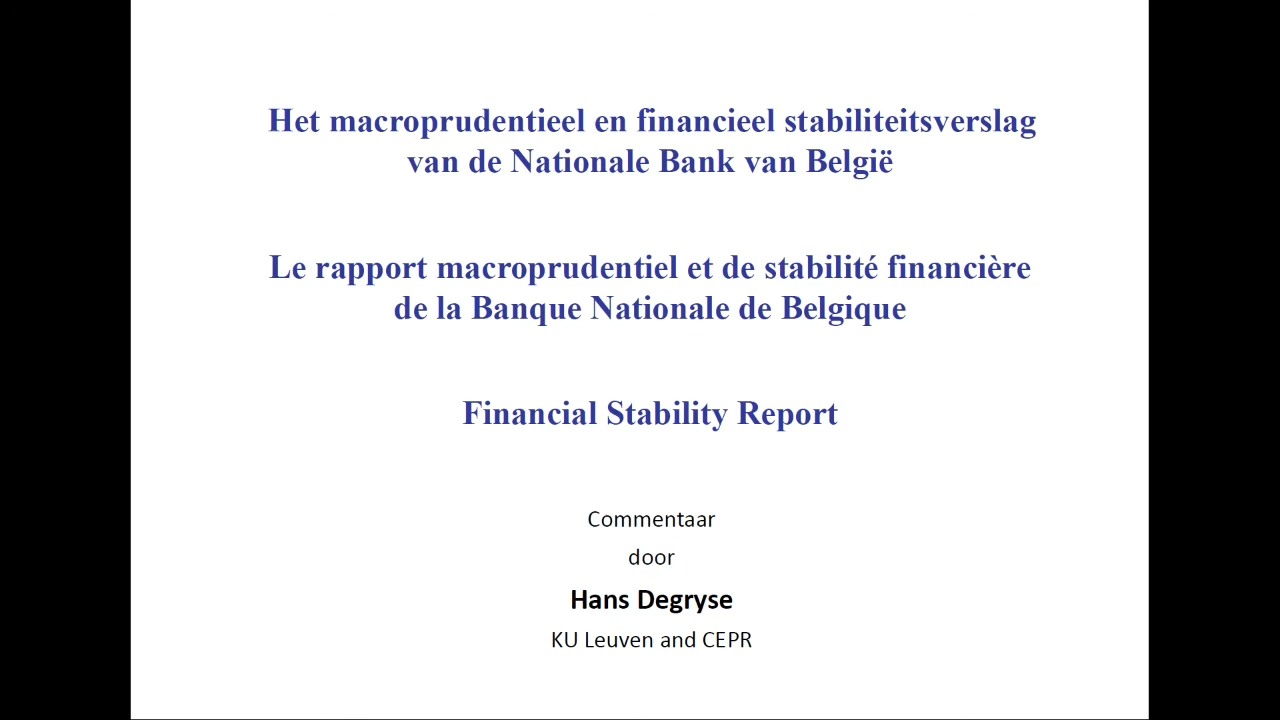 Het macroprudentieel en financieel stabiliteitsverslag
van de Nationale Bank van België
Le rapport macroprudentiel et de stabilité financière
de la Banque Nationale de Belgique
Financial Stability Report
Commentaar
door
Hans Degryse
KU Leuven and CEPR